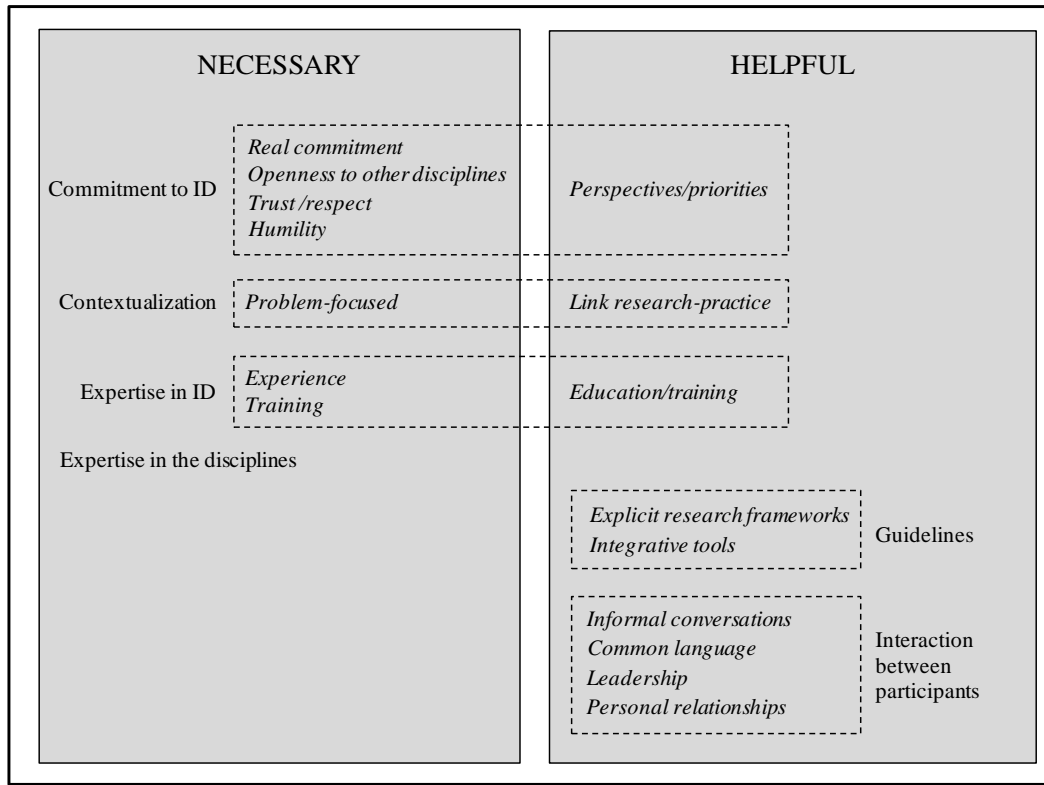 NECESSARY
Commitment to ID
Real commitment
Openness to other disciplines
Trust /respect
Humility
Contextualization
Problem-focused
Expertise in ID
Experience
Training
Expertise in the disciplines
HELPFUL
Perspectives/priorities
Link research-practice
Education/training
Explicit research frameworks
Integrative tools
Guidelines
Informal conversations
Common language
Leadership
Personal relationships
Interaction
between
participants